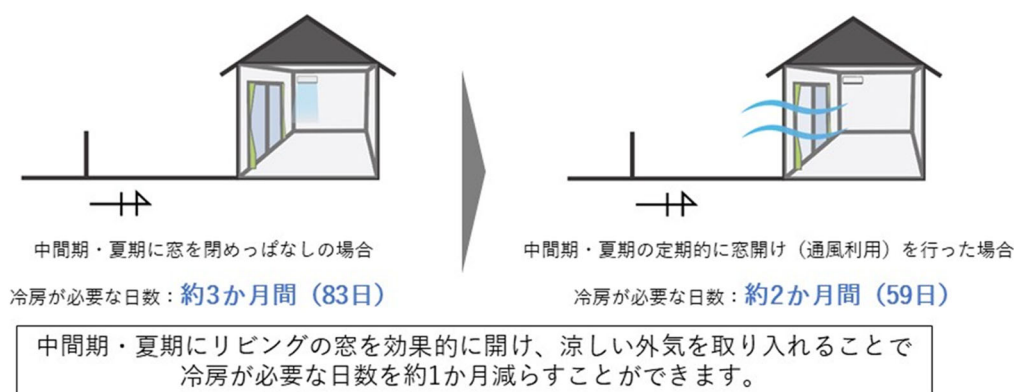 中間期・夏期に窓を閉めっぱなしの場合
冷房が必要な日数：約3か月間（83日）
中間期・夏期の定期的に窓開け（通風利用）を行った場合
冷房が必要な日数：約2か月間（59日）
中間期・夏期にリビングの窓を効果的に開け、涼しい外気を取り入れることで
冷房が必要な日数を約1か月減らすことができます。